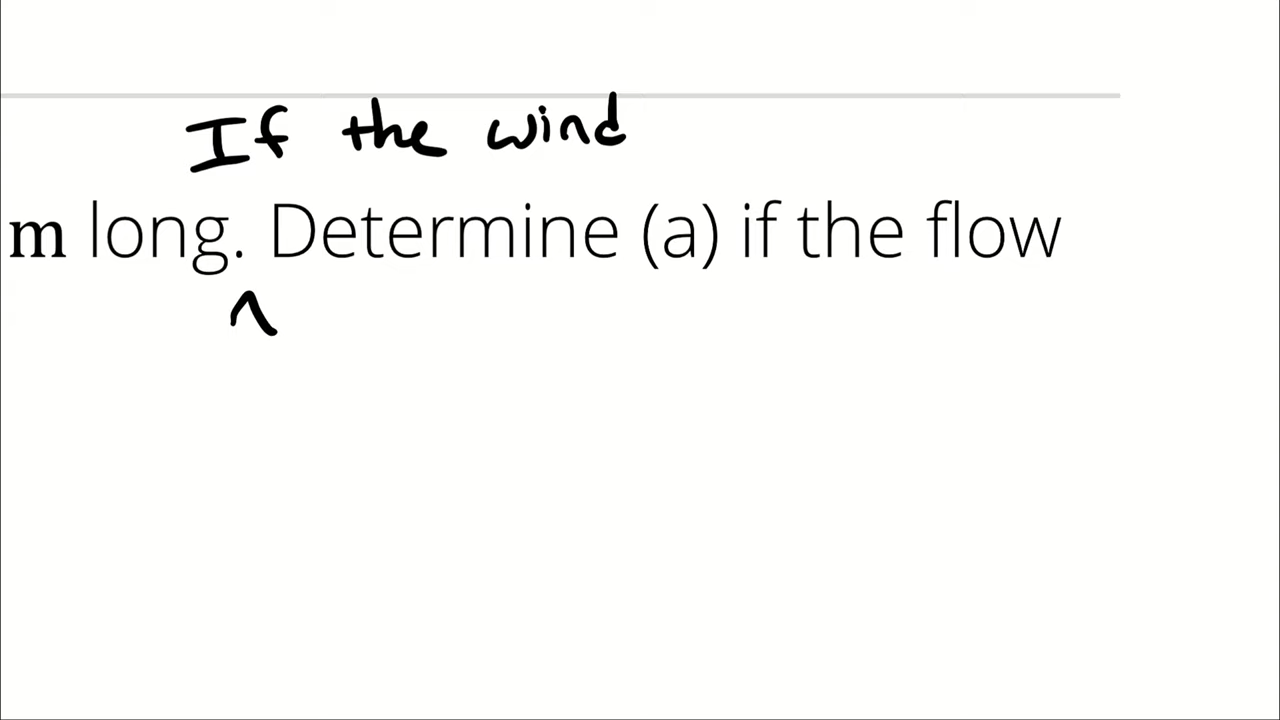 If the wind
m long. Determine (a) if the flow
^